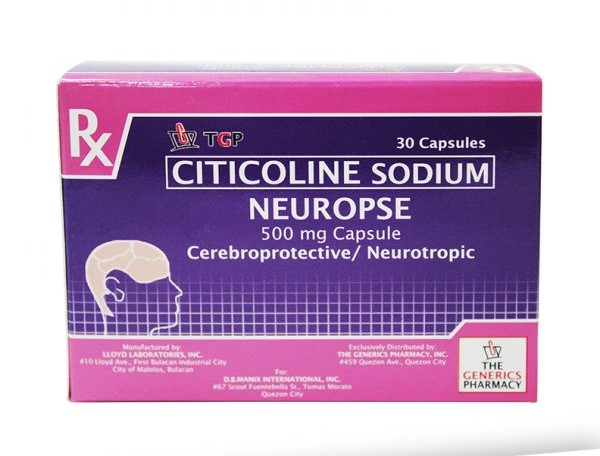 Rx
TGP
30 Capsules
CITICOLINE SODIUM
NEUROPSE
500 mg Capsule
Cerebroprotective/ Neurotropic
Manufactured by:
LLOYD LABORATORIES, INC.
#10 Lloyd Ave., First Bulacan Industrial City
City of Malolos, Bulacan
For:
D.B.MANIX INTERNATIONAL, INC.
#67 Scout Fuentebella St., Tomas Morato
Quezon City
Exclusively Distributed by:
THE GENERICS PHARMACY, INC.
#459 Quezon Ave., Quezon City
THE
GENERICS
PHARMACY